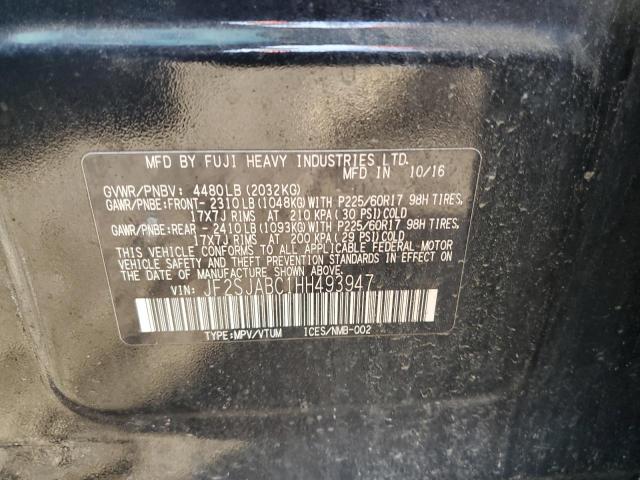 MFD BY FUJI HEAVY INDUSTRIES LTD.
MADE IN 10/16
GVWR/PNBV: 4480LB(2032KG)
GAWR/PNBE:FRONT- 2310LB(1048KG)WITH P225/60R17 98H TIRES,
17X7J RIMS AT 210 KPA(30 PSI)COLD
GAWR/PNBE:REAR - 2410LB(1093KG)WITH P225/60R17 98H TIRES,
17X7J RIMS AT 200 KPA(29 PSI)COLD
THIS VEHICLE CONFORMS TO ALL APPLICABLE FEDERAL MOTOR
VEHICLE SAFETY AND THEFT PREVENTION STANDARDS
IN EFFECT ON THE DATE OF MANUFACTURE SHOWN ABOVE.
VIN: JF2SJABC1HH493947
TYPE:MPV/VTUM ICES/NMB-002